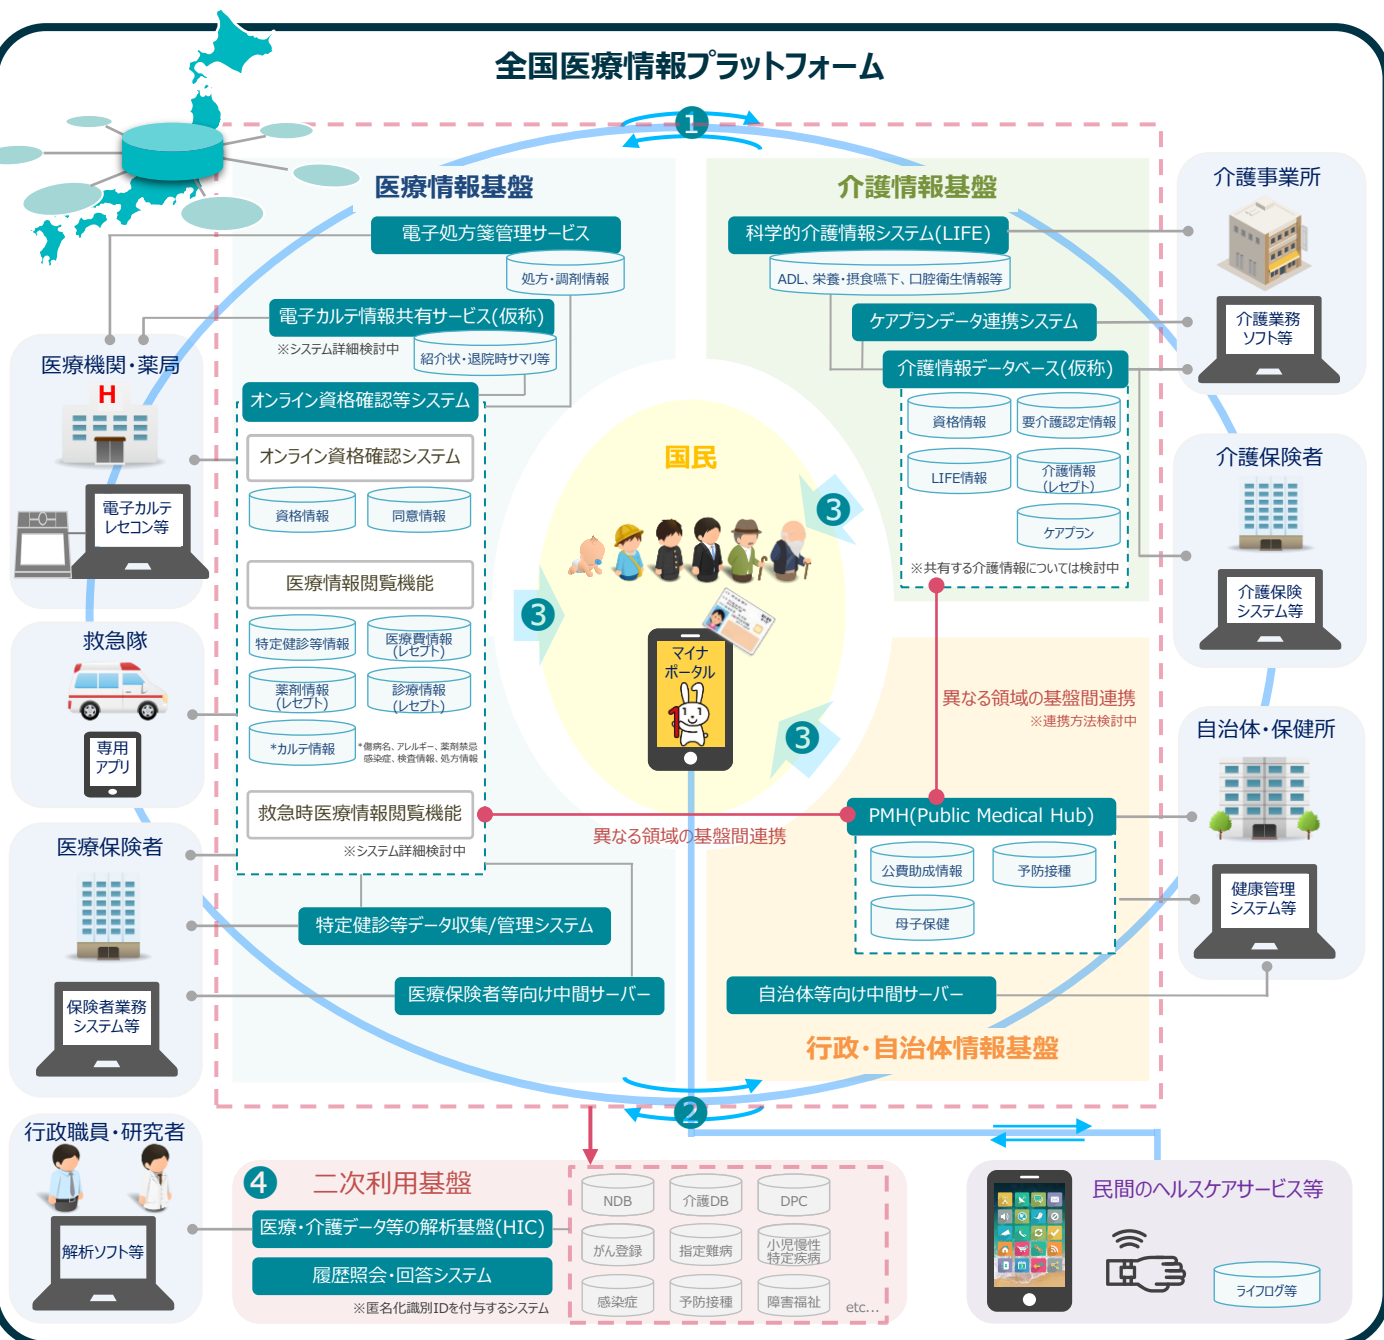 全国医療情報プラットフォーム
1
医療情報基盤
電子処方箋管理サービス
処方・調剤情報
電子カルテ情報共有サービス(仮称)
※システム詳細検討中
紹介状・退院時サマリ等
オンライン資格確認等システム
オンライン資格確認システム
資格情報
同意情報
医療情報閲覧機能
特定健診等情報
医療費情報
(レセプト)
薬剤情報
(レセプト)
診療情報
(レセプト)
*カルテ情報
*傷病名、アレルギー、薬剤禁忌
感染症、検査情報、処方情報
救急時医療情報閲覧機能
※システム詳細検討中
特定健診等データ収集/管理システム
医療保険者等向け中間サーバー
介護情報基盤
科学的介護情報システム(LIFE)
ADL、栄養・摂食嚥下、口腔衛生情報等
ケアプランデータ連携システム
介護情報データベース(仮称)
資格情報
要介護認定情報
LIFE情報
介護情報
(レセプト)
ケアプラン
※共有する介護情報については検討中
国民
3
3
3
マイナ
ポータル
1
異なる領域の基盤間連携
※連携方法検討中
異なる領域の基盤間連携
PMH(Public Medical Hub)
公費助成情報
予防接種
母子保健
自治体等向け中間サーバー
行政・自治体情報基盤
2
医療機関・薬局
H
電子カルテ
レセコン等
救急隊
専用
アプリ
医療保険者
保険者業務
システム等
行政職員・研究者
解析ソフト等
介護事業所
介護業務
ソフト等
介護保険者
介護保険
システム等
自治体・保健所
健康管理
システム等
4
二次利用基盤
医療・介護データ等の解析基盤(HIC)
履歴照会・回答システム
※匿名化識別IDを付与するシステム
NDB
介護DB
DPC
がん登録
指定難病
小児慢性
特定疾病
感染症
予防接種
障害福祉
etc...
民間のヘルスケアサービス等
ライフログ等